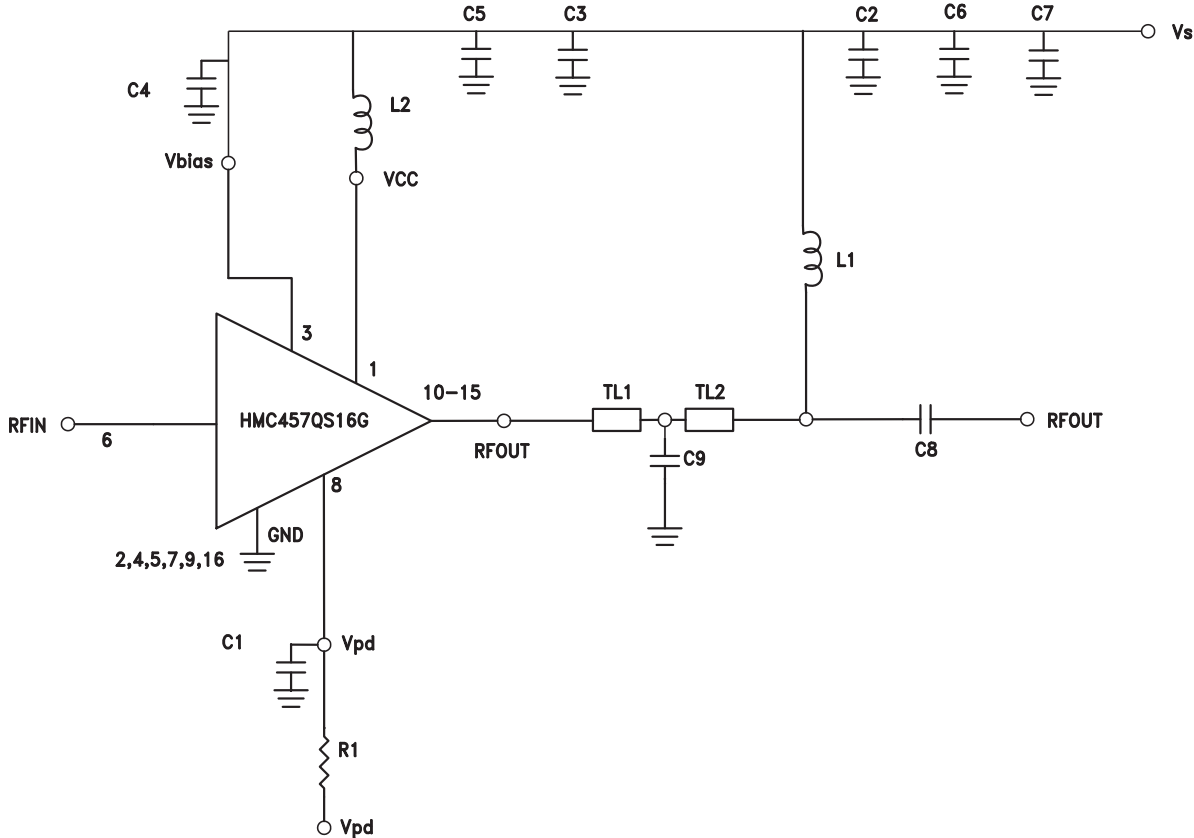 C5
C3
C2
C6
C7
Vs
C4
L2
Vbias
VCC
L1
3
1
10-15
TL1
TL2
RFIN
6
HMC457QS16G
RFOUT
C9
C8
RFOUT
8
GND
2,4,5,7,9,16
C1
Vpd
R1
Vpd